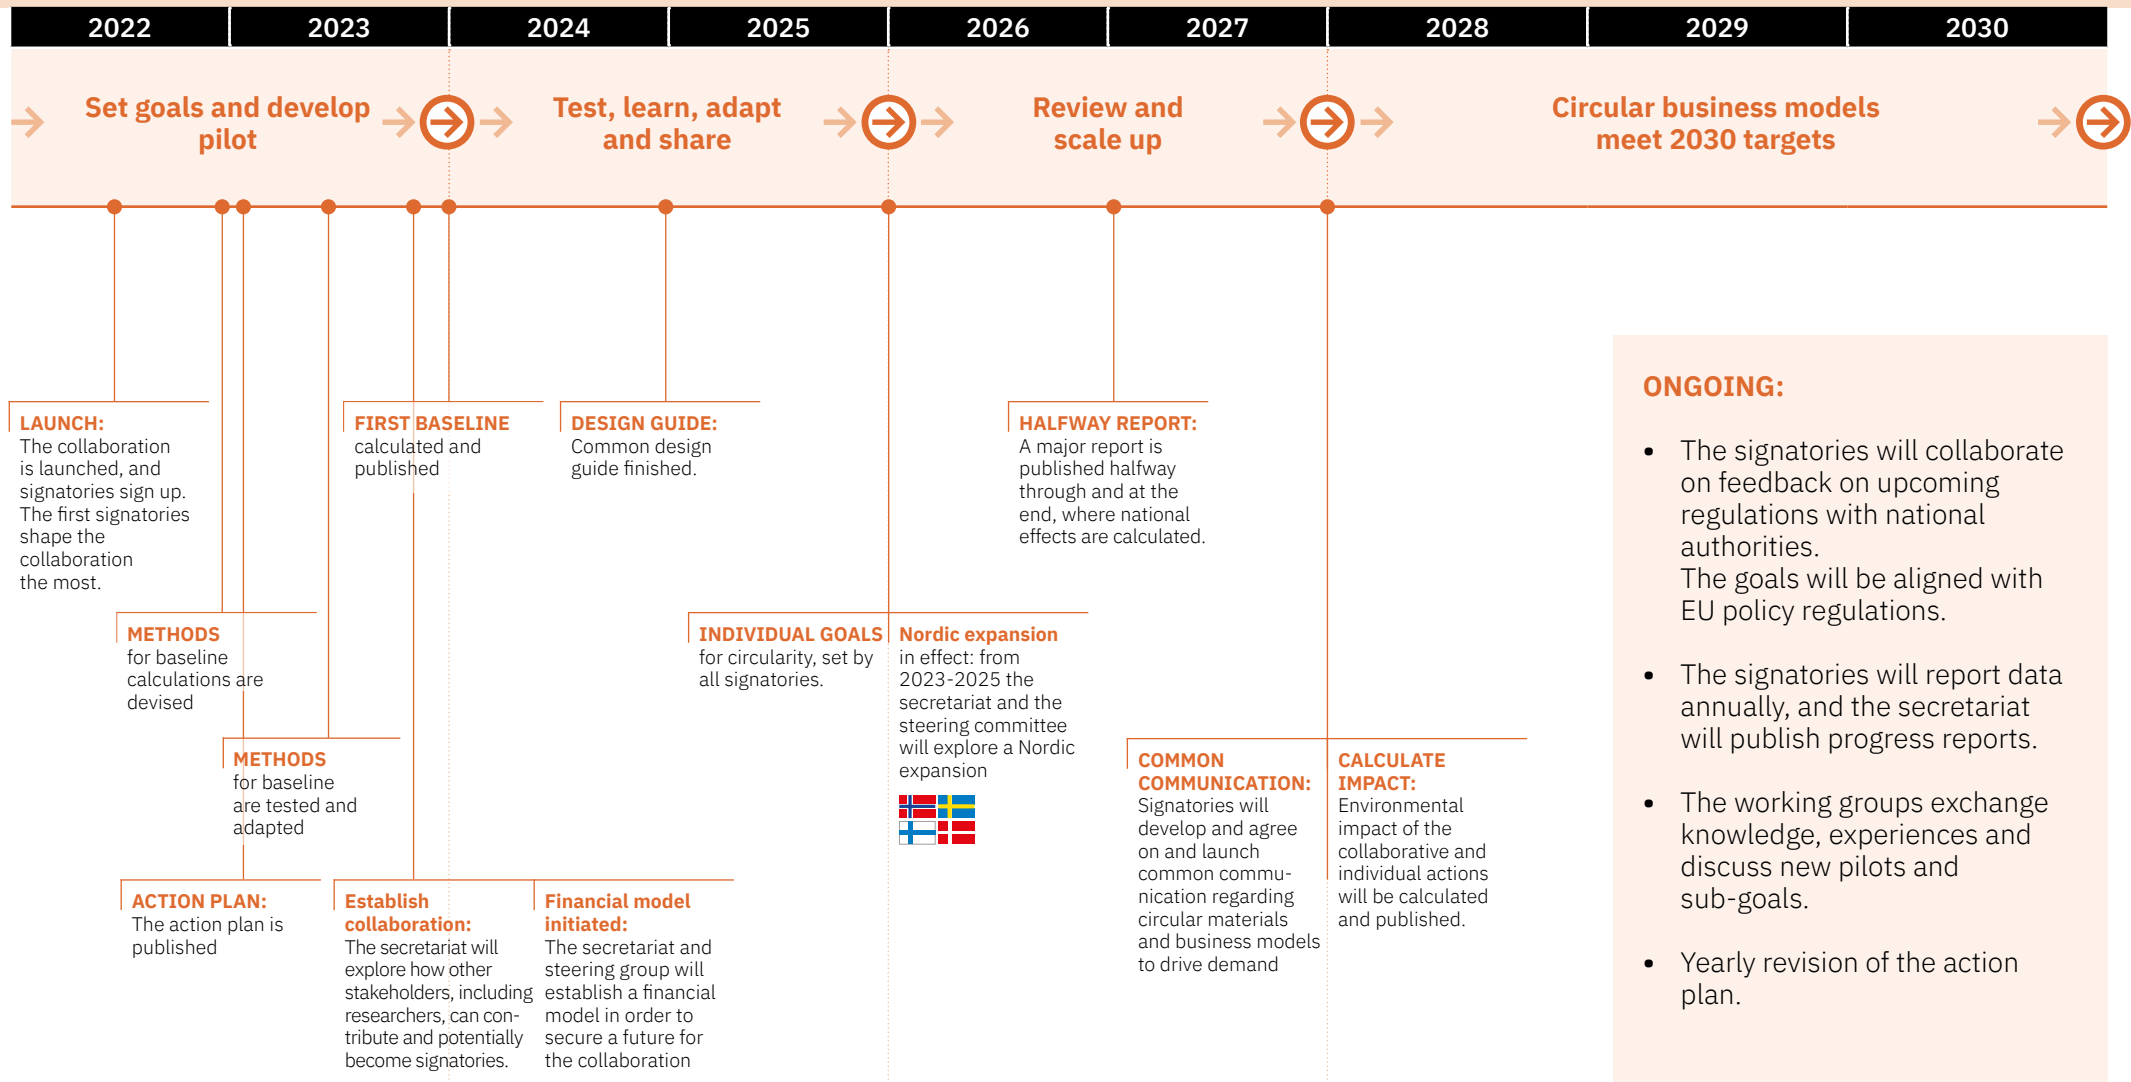 2022
2023
2024
2025
2026
2027
2028
2029
2030
Set goals and develop
pilot
Test, learn, adapt
and share
Review and
scale up
Circular business models
meet 2030 targets
LAUNCH:
The collaboration
is launched, and
signatories sign up.
The first signatories
shape the
collaboration
the most.
METHODS
for baseline
calculations are
devised
METHODS
for baseline
are tested and
adapted
ACTION PLAN:
The action plan is
published
FIRST BASELINE
calculated and
published
Establish
collaboration:
The secretariat will
explore how other
stakeholders, including
researchers, can con-
tribute and potentially
become signatories.
Financial model
initiated:
The secretariat and
steering group will
establish a financial
model in order to
secure a future for
the collaboration
DESIGN GUIDE:
Common design
guide finished.
INDIVIDUAL GOALS
for circularity, set by
all signatories.
Nordic expansion
in effect: from
2023-2025 the
secretariat and the
steering committee
will explore a Nordic
expansion
HALFWAY REPORT:
A major report is
published halfway
through and at the
end, where national
effects are calculated.
COMMON
COMMUNICATION:
Signatories will
develop and agree
on and launch
common commu-
nication regarding
circular materials
and business models
to drive demand
CALCULATE
IMPACT:
Environmental
impact of the
collaborative and
individual actions
will be calculated
and published.
ONGOING:
• The signatories will collaborate
on feedback on upcoming
regulations with national
authorities.
The goals will be aligned with
EU policy regulations.
• The signatories will report data
annually, and the secretariat
will publish progress reports.
• The working groups exchange
knowledge, experiences and
discuss new pilots and
sub-goals.
• Yearly revision of the action
plan.